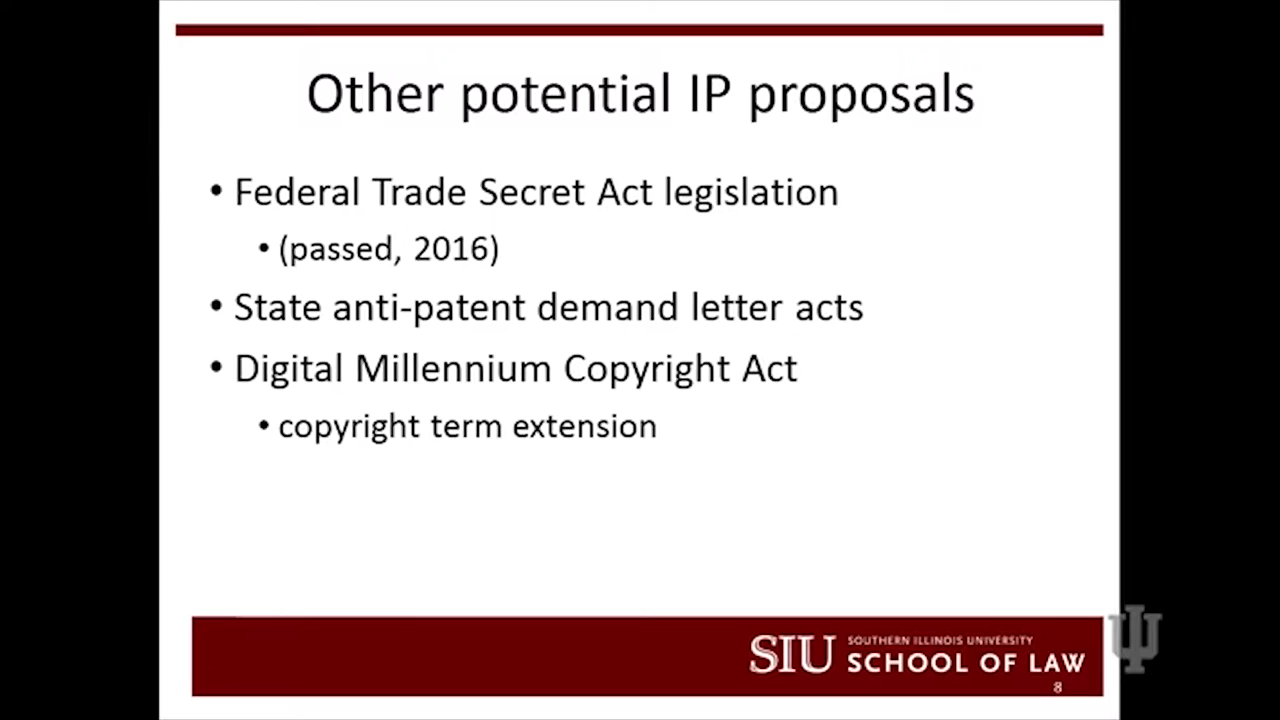 Other potential IP proposals
• Federal Trade Secret Act legislation
• (passed, 2016)
• State anti-patent demand letter acts
• Digital Millennium Copyright Act
• copyright term extension
SIU SOUTHERN ILLINOIS UNIVERSITY
SCHOOL OF LAW
8